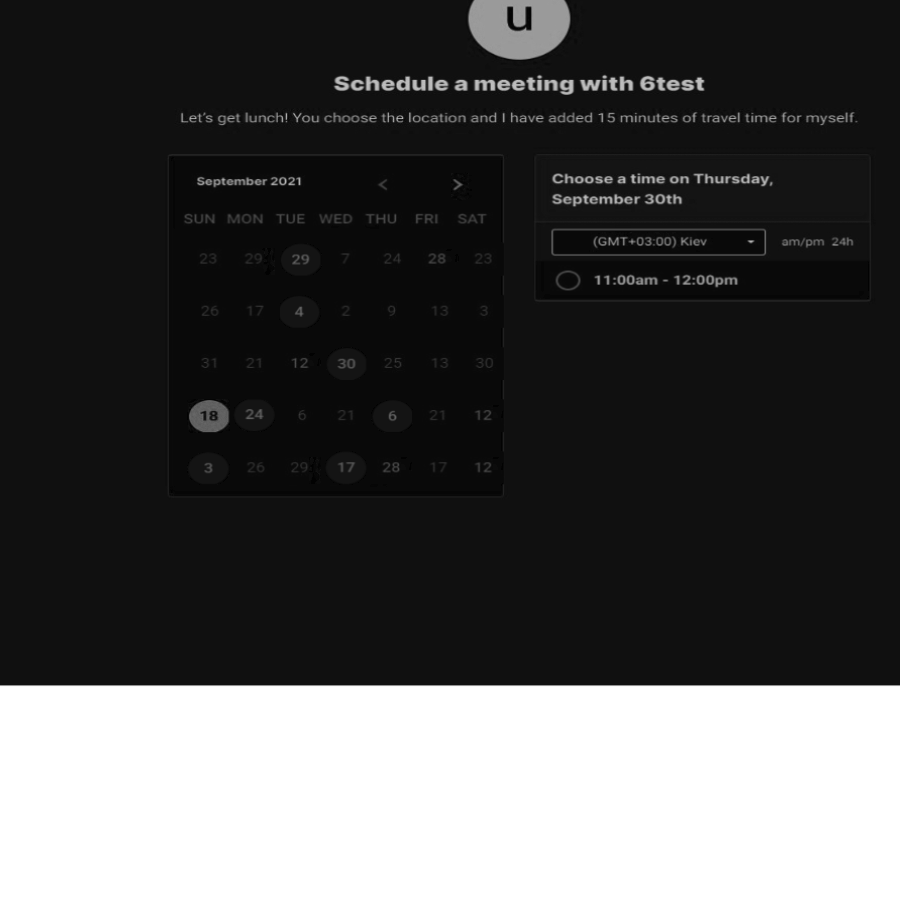 u
Schedule a meeting with 6test
Let's get lunch! You choose the location and I have added 15 minutes of travel time for myself.
September 2021 < >
SUN MON TUE WED THU FRI SAT
23 29 29 7 24 28 23
26 17 4 2 9 13 3
31 21 12 30 25 13 30
18 24 6 21 6 21 12
3 26 29 17 28 17 12
Choose a time on Thursday,
September 30th
(GMT+03:00) Kiev am/pm 24h
11:00am - 12:00pm